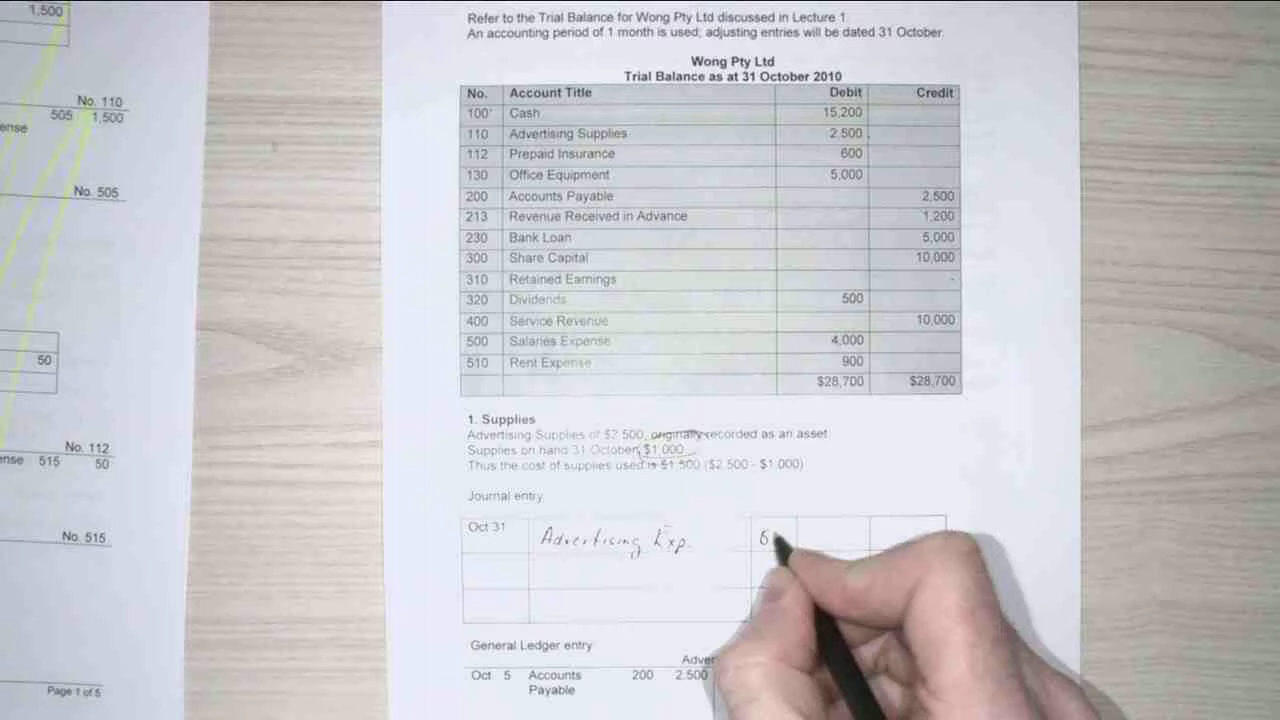 1,500
No. 110
505 1,500
ense
No. 505
50
No. 112
ense 515 50
No. 515
Page 1 of 5
Refer to the Trial Balance for Wong Pty Ltd discussed in Lecture 1.
An accounting period of 1 month is used; adjusting entries will be dated 31 October.
Wong Pty Ltd
Trial Balance as at 31 October 2010
No. Account Title Debit Credit
100 Cash 15,200
110 Advertising Supplies 2,500
112 Prepaid Insurance 600
130 Office Equipment 5,000
200 Accounts Payable 2,500
213 Revenue Received in Advance 1,200
230 Bank Loan 5,000
300 Share Capital 10,000
310 Retained Earnings -
320 Dividends 500
400 Service Revenue 10,000
500 Salaries Expense 4,000
510 Rent Expense 900
$28,700 $28,700
1. Supplies
Advertising Supplies of $2,500, originally recorded as an asset
Supplies on hand 31 October, $1,000
Thus the cost of supplies used is $1,500 ($2,500 - $1,000)
Journal entry
Oct 31 Advertising Exp.
General Ledger entry
Adver
Oct 5 Accounts 200 2,500
Payable